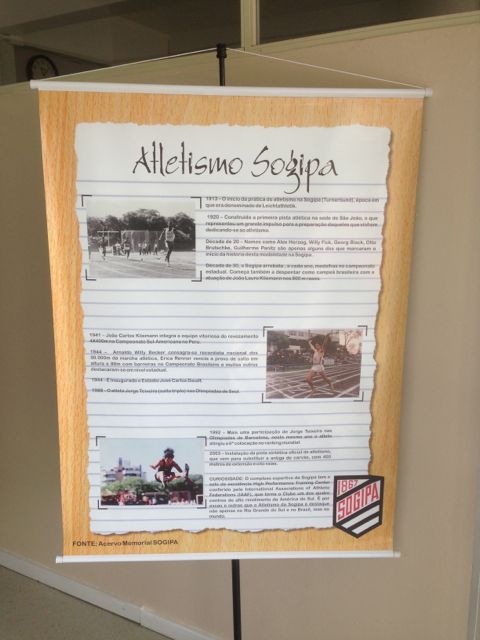 Atletismo Sogipa
1913 - O início da prática do atletismo na Sogipa (Turnerbund), época em
que era denominado de Leichtathletik.
1920 - Construída a primeira pista atlética na sede do São João, o que
representou um grande impulso para a preparação daqueles que vinham
dedicando-se ao atletismo.
Década de 20 - Nomes como Alex Herzog, Willy Fick, Georg Black, Otto
Brutschke, Guilherme Panitz são apenas alguns dos que marcaram o
início da história desta modalidade na Sogipa.
Década de 30, a Sogipa arrebata, a cada ano, medalhas no campeonato
estadual. Começa também a despontar como campeã brasileira com a
atuação de João Lauro Kleemann nos 800 m rasos.
1941 - João Carlos Kleemann integra a equipe vitoriosa do revezamento
4X400m no Campeonato Sul-Americano no Peru.
1944 - Arnoldo Willy Becker consagra-se recordista nacional dos
50.000m da marcha atlética, Erica Renner vencia a prova do salto em
altura e 80m com barreiras no Campeonato Brasileiro e muitos outros
destacaram-se no nível estadual.
1944 - É inaugurado o Estádio José Carlos Daudt.
1988 - O atleta Jorge Teixeira (salto triplo) nas Olimpíadas de Seul.
1992 - Mais uma participação de Jorge Teixeira nas
Olimpíadas de Barcelona, neste mesmo ano o atleta
atingiu a 6ª colocação no ranking mundial.
2003 - Instalação da pista sintética oficial de atletismo,
que vem para substituir a antiga de carvão, com 400
metros de extensão e oito raias.
CURIOSIDADE: O complexo esportivo da Sogipa tem o
selo de excelência High Performance Training Center
conferido pela International Associations of Athletic
Federations (IAAF), que torna o Clube um dos quatro
centros de alto rendimento da América do Sul. É por
essas e outras que o Atletismo da Sogipa é destaque
não apenas no Rio Grande do Sul e no Brasil, mas no
mundo.
1867
SOGIPA
FONTE: Acervo Memorial SOGIPA